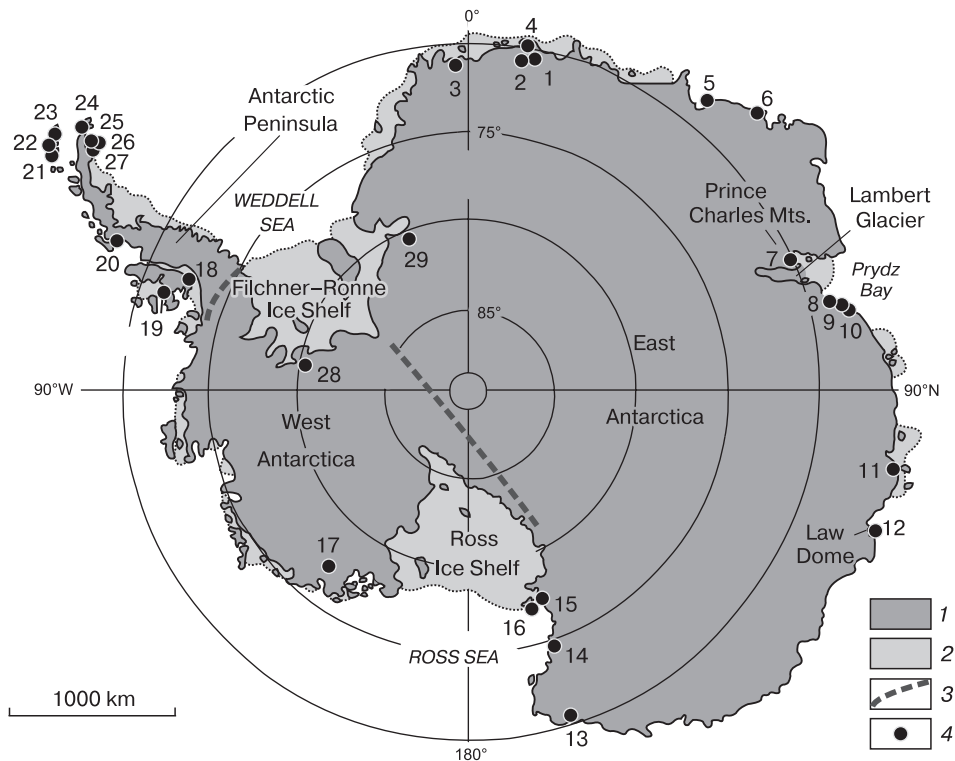 0°
4
3
2
1
5
6
24
23
25
22
26
21
27
Antarctic
Peninsula
75°
WEDDELL
SEA
Prince
Charles Mts.
Lambert
Glacier
7
Prydz
Bay
20
18
29
19
Filchner–Ronne
Ice Shelf
8
9
10
85°
East
28
90°W
90°N
West
Antarctica
Antarctica
11
17
Ross
Ice Shelf
Law
Dome
12
15
16
14
ROSS SEA
13
180°
1000 km
1
2
3
4